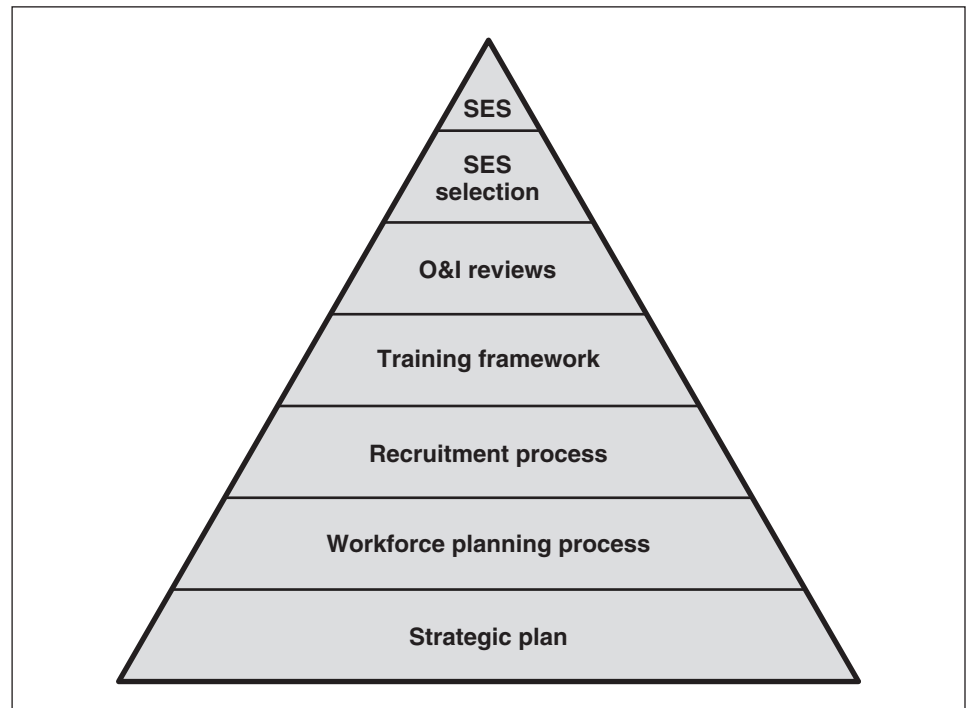 SES
SES
selection
O&I reviews
Training framework
Recruitment process
Workforce planning process
Strategic plan